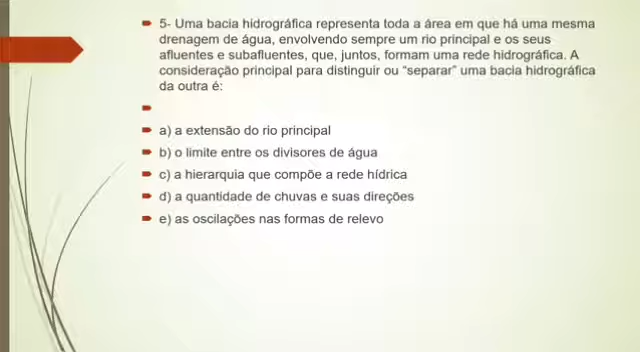 5- Uma bacia hidrográfica representa toda a área em que há uma mesma
drenagem de água, envolvendo sempre um rio principal e os seus
afluentes e subafluentes, que, juntos, formam uma rede hidrográfica. A
consideração principal para distinguir ou “separar” uma bacia hidrográfica
da outra é:
a) a extensão do rio principal
b) o limite entre os divisores de água
c) a hierarquia que compõe a rede hídrica
d) a quantidade de chuvas e suas direções
e) as oscilações nas formas de relevo